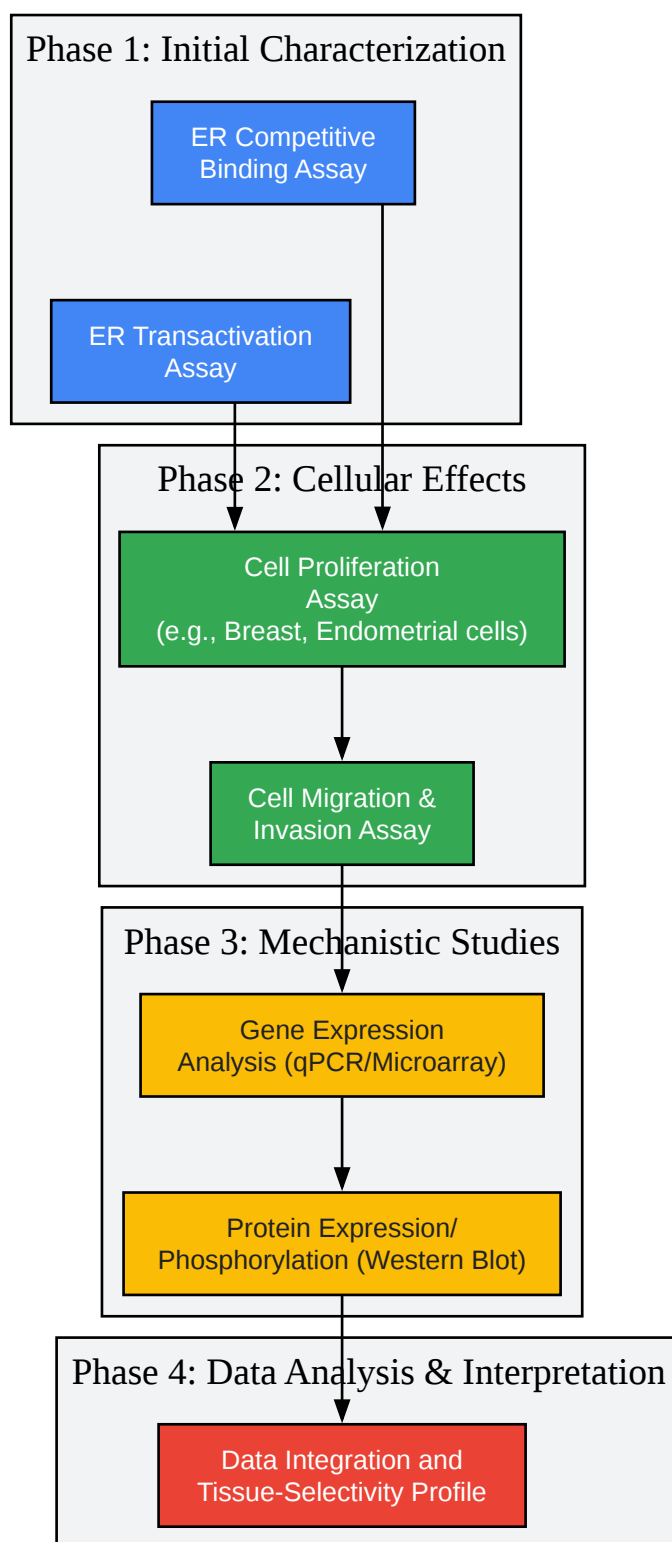 Phase 1: Initial Characterization
ER Competitive
Binding Assay
ER Transactivation
Assay
Phase 2: Cellular Effects
Cell Proliferation
Assay
(e.g., Breast, Endometrial cells)
Cell Migration &
Invasion Assay
Phase 3: Mechanistic Studies
Gene Expression
Analysis (qPCR/Microarray)
Protein Expression/
Phosphorylation (Western Blot)
Phase 4: Data Analysis & Interpretation
Data Integration and
Tissue-Selectivity Profile